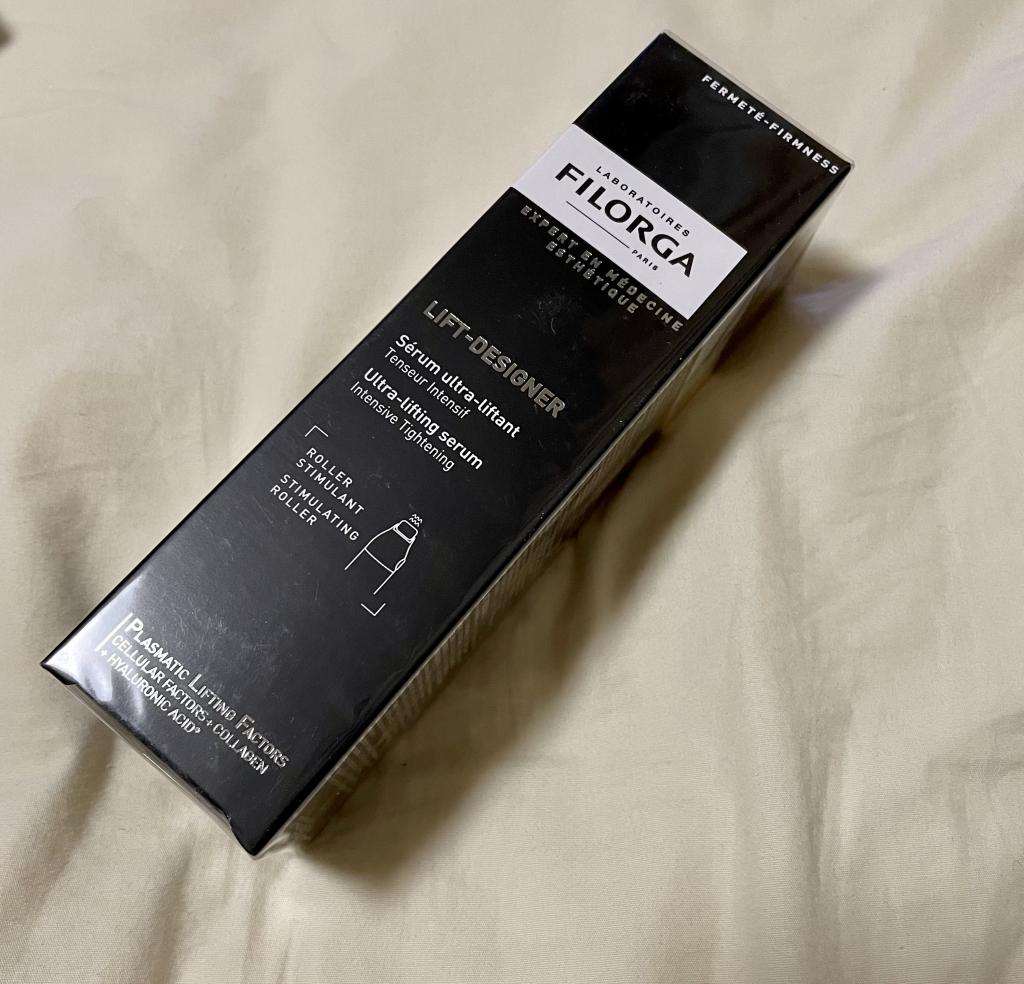 FERMETÉ-FIRMNESS
LABORATOIRES
FILORGA
PARIS
EXPERT EN MÉDECINE
ESTHÉTIQUE
LIFT-DESIGNER
Sérum ultra-liftant
Tenseur Intensif
Ultra-lifting serum
Intensive Tightening
ROLLER
STIMULANT
STIMULATING
ROLLER
PLASMATIC LIFTING FACTORS
CELLULAR FACTORS + COLLAGEN
+ HYALURONIC ACID*